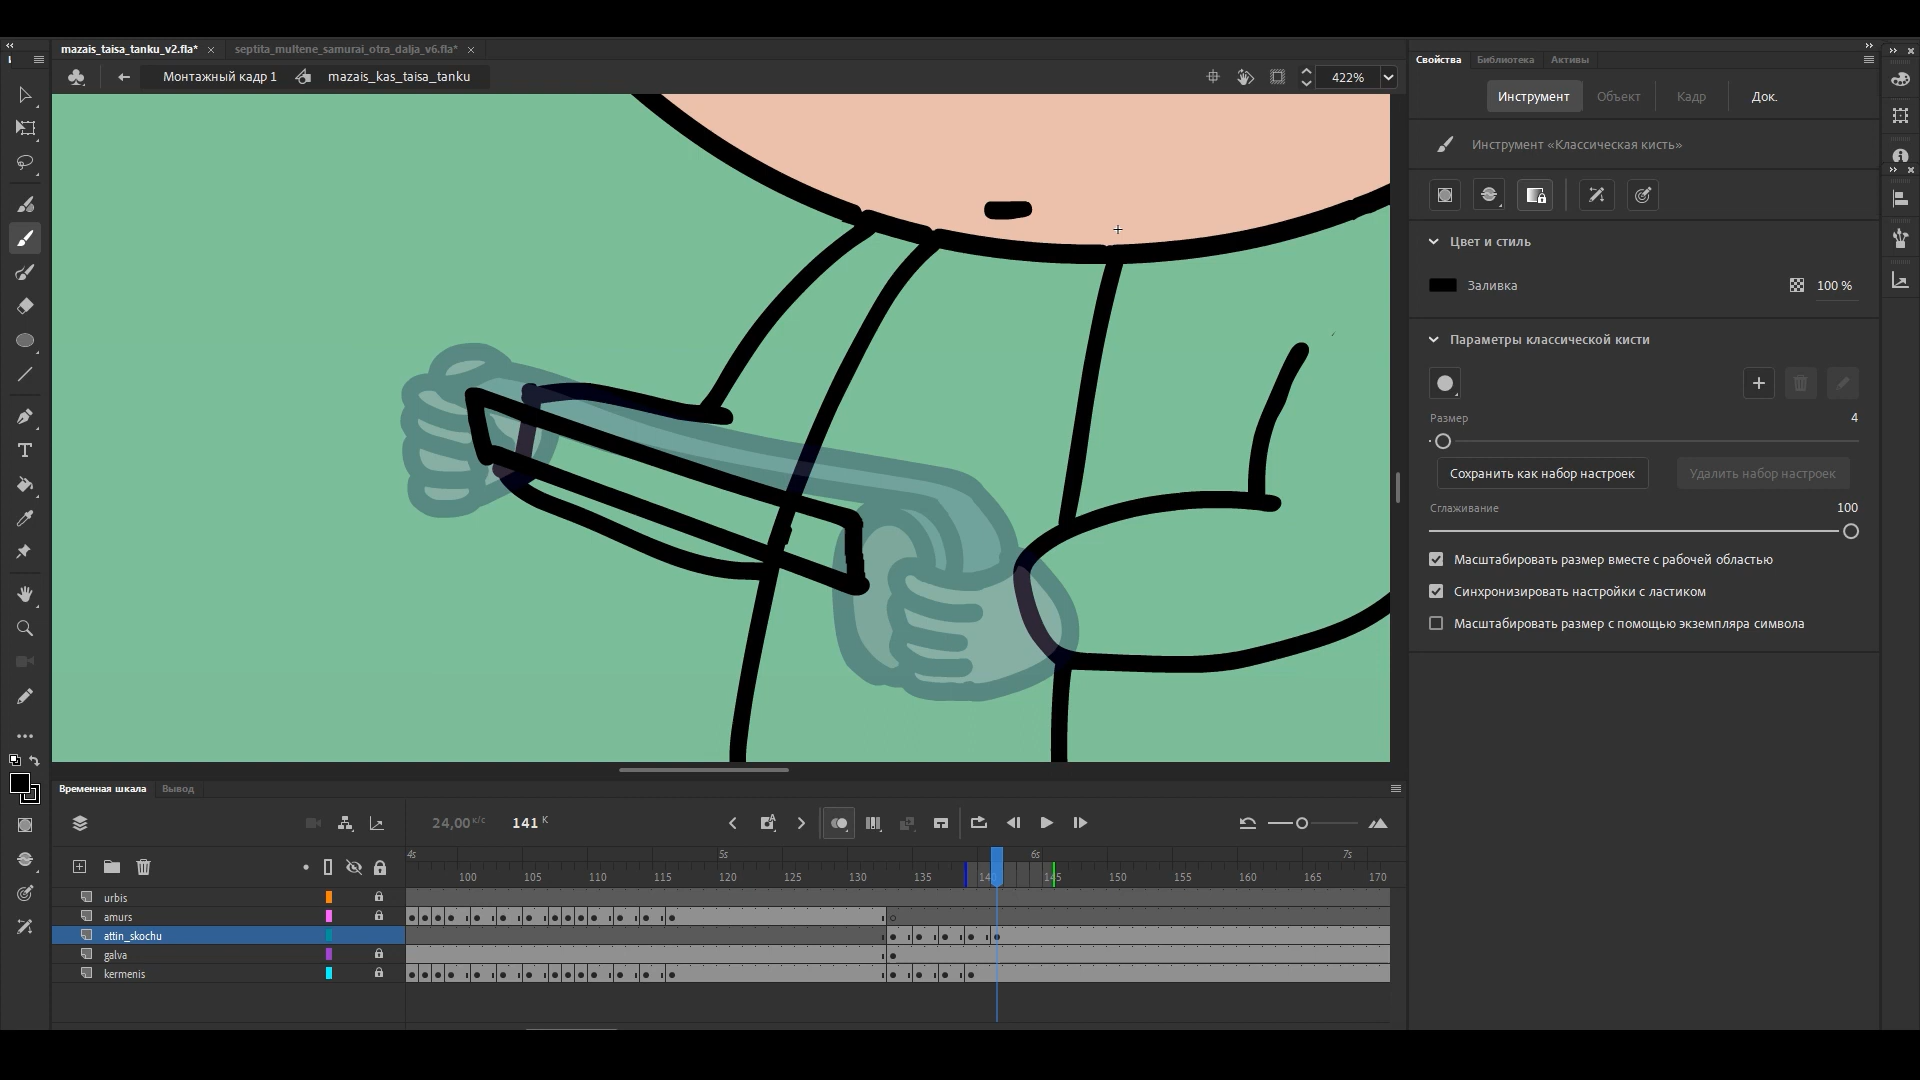 mazais_taisa_tanku_v2.fla* septita_multene_samurai_otra_dalja_v6.fla*
Монтажный кадр 1 mazais_kas_taisa_tanku 422%
Свойства Библиотека Активы
Инструмент Объект Кадр Док.
Инструмент «Классическая кисть»
Цвет и стиль
Заливка 100 %
Параметры классической кисти
Размер 4
Сохранить как набор настроек Удалить набор настроек
Сглаживание 100
Масштабировать размер вместе с рабочей областью
Синхронизировать настройки с ластиком
Масштабировать размер с помощью экземпляра символа
Временная шкала Вывод
24,00 к/с 141 К
4s 5s 6s 7s
100 105 110 115 120 125 130 135 140 145 150 155 160 165 170
urbis
amurs
attin_skochu
galva
kermenis